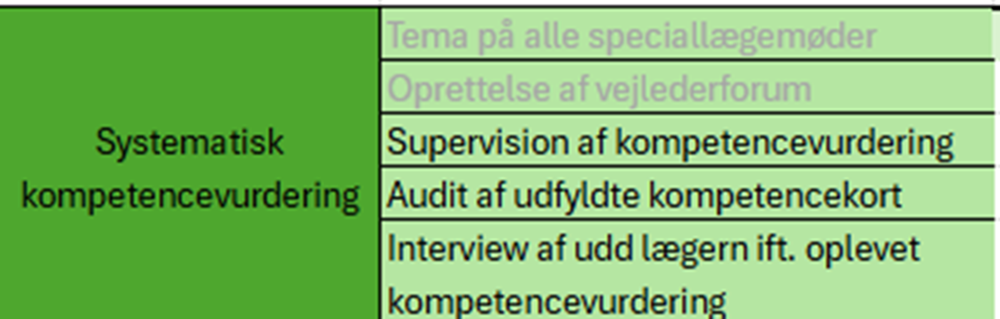 Systematisk
kompetencevurdering
Tema på alle speciallægemøder
Oprettelse af vejlederforum
Supervision af kompetencevurdering
Audit af udfyldte kompetencekort
Interview af udd lægern ift. oplevet
kompetencevurdering